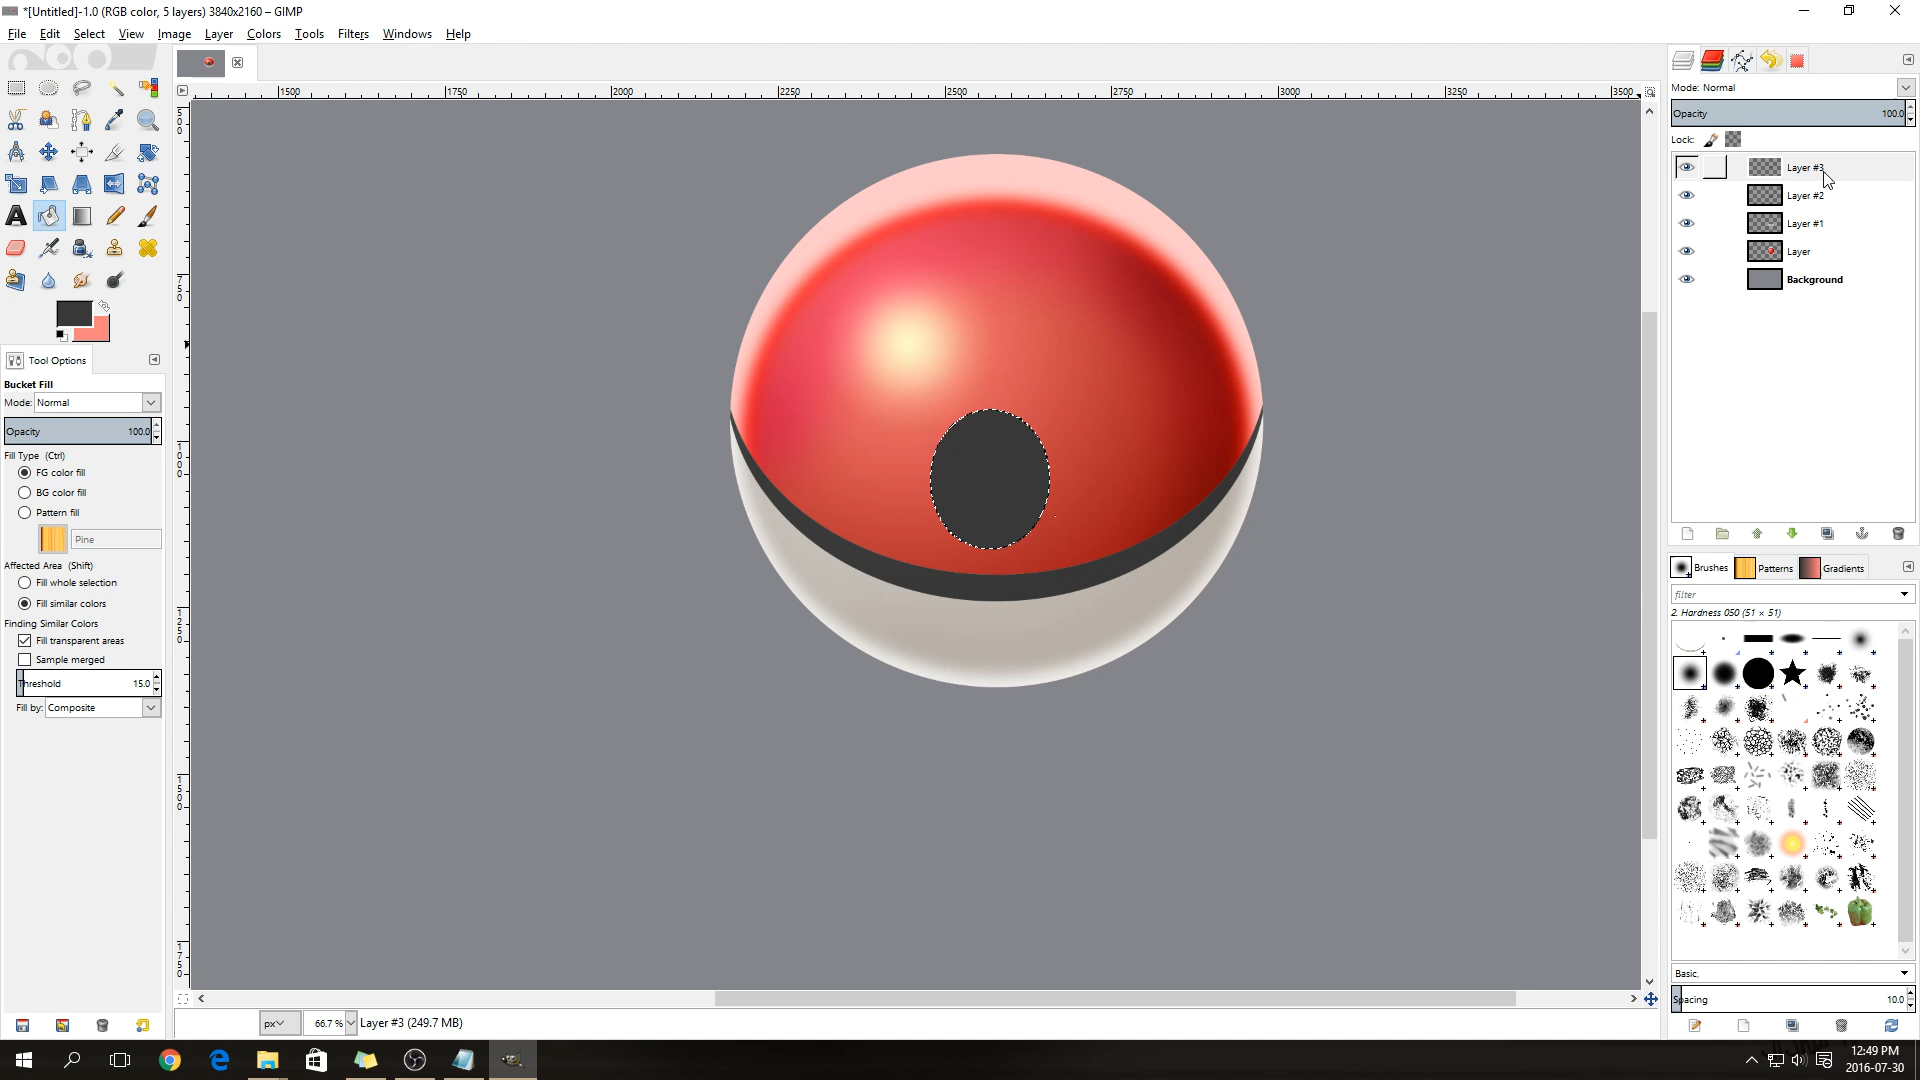 *[Untitled]-1.0 (RGB color, 5 layers) 3840x2160 – GIMP
File Edit Select View Image Layer Colors Tools Filters Windows Help
1500 1750 2000 2250 2500 2750 3000 3250 3500
500
750
1000
1250
1500
1750
Tool Options
Bucket Fill
Mode: Normal
Opacity 100.0
Fill Type (Ctrl)
FG color fill
BG color fill
Pattern fill
Pine
Affected Area (Shift)
Fill whole selection
Fill similar colors
Finding Similar Colors
Fill transparent areas
Sample merged
Threshold 15.0
Fill by: Composite
px 66.7 % Layer #3 (249.7 MB)
Mode: Normal
Opacity 100.0
Lock:
Layer #3
Layer #2
Layer #1
Layer
Background
Brushes Patterns Gradients
filter
2. Hardness 050 (51 × 51)
Basic,
Spacing 10.0
12:49 PM
2016-07-30